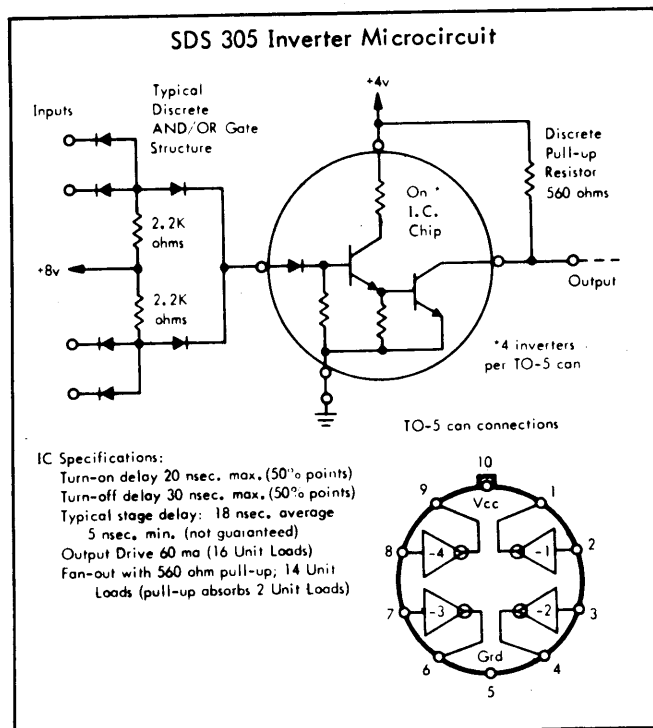 SDS 305 Inverter Microcircuit
Inputs
Typical
Discrete
AND/OR Gate
Structure
+4v
Discrete
Pull-up
Resistor
560 ohms
On *
I.C.
Chip
2.2K
ohms
+8v
2.2K
ohms
Output
*4 inverters
per TO-5 can
IC Specifications:
Turn-on delay 20 nsec. max. (50% points)
Turn-off delay 30 nsec. max. (50% points)
Typical stage delay: 18 nsec. average
5 nsec. min. (not guaranteed)
Output Drive 60 ma (16 Unit Loads)
Fan-out with 560 ohm pull-up; 14 Unit
Loads (pull-up absorbs 2 Unit Loads)
TO-5 can connections
10
Vcc
9
1
8
-4
-1
2
7
-3
-2
3
6
Grd
4
5